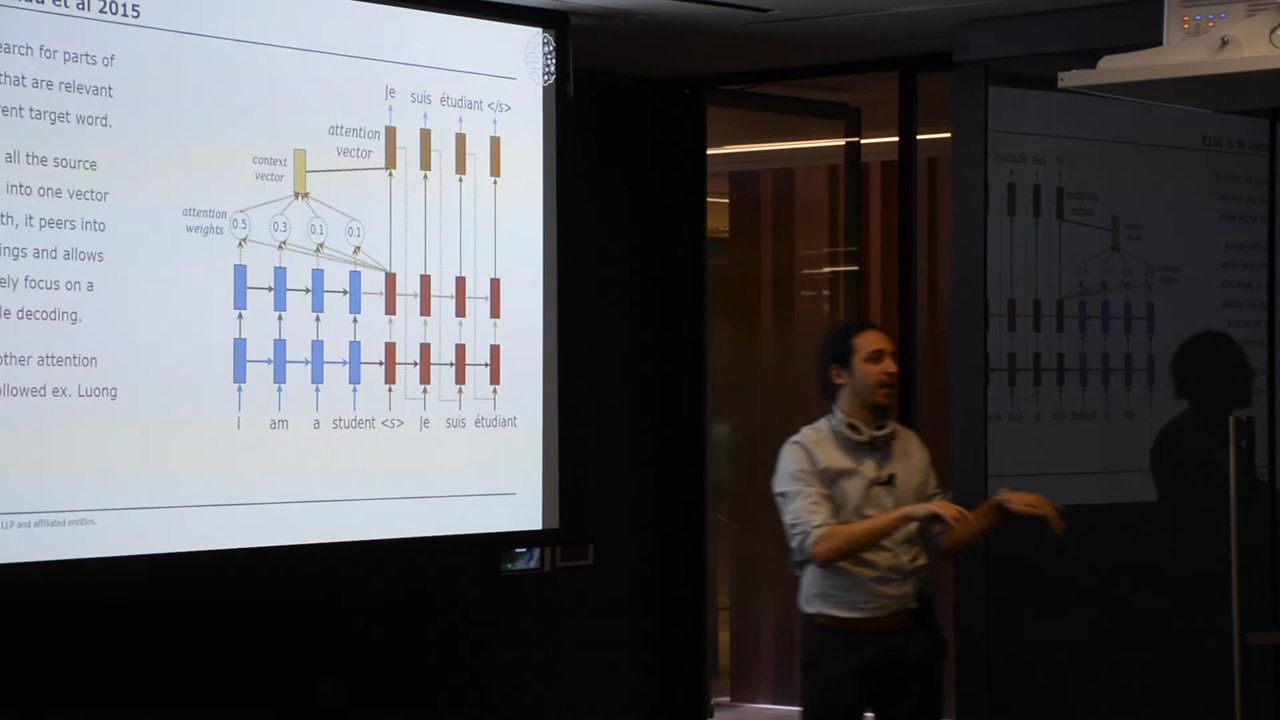 et al 2015
earch for parts of
that are relevant
rent target word.
all the source
into one vector
th, it peers into
ings and allows
ely focus on a
le decoding.
other attention
ollowed ex. Luong
Je suis étudiant </s>
attention
vector
context
vector
attention
weights
0.5 0.3 0.1 0.1
I am a student <s> Je suis étudiant
LLP and affiliated entities.